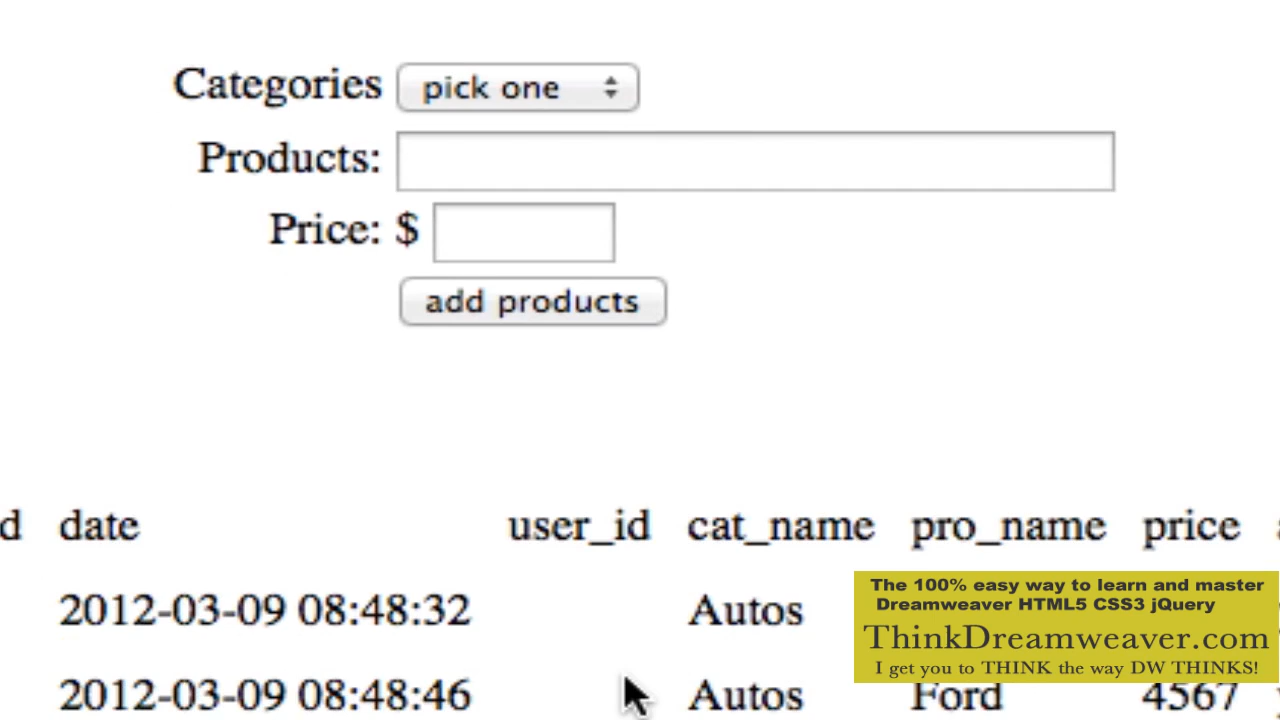 Categories pick one
Products:
Price: $
add products
d date user_id cat_name pro_name price
2012-03-09 08:48:32 Autos
The 100% easy way to learn and master
Dreamweaver HTML5 CSS3 jQuery
ThinkDreamweaver.com
I get you to THINK the way DW THINKS!
2012-03-09 08:48:46 Autos Ford 4567